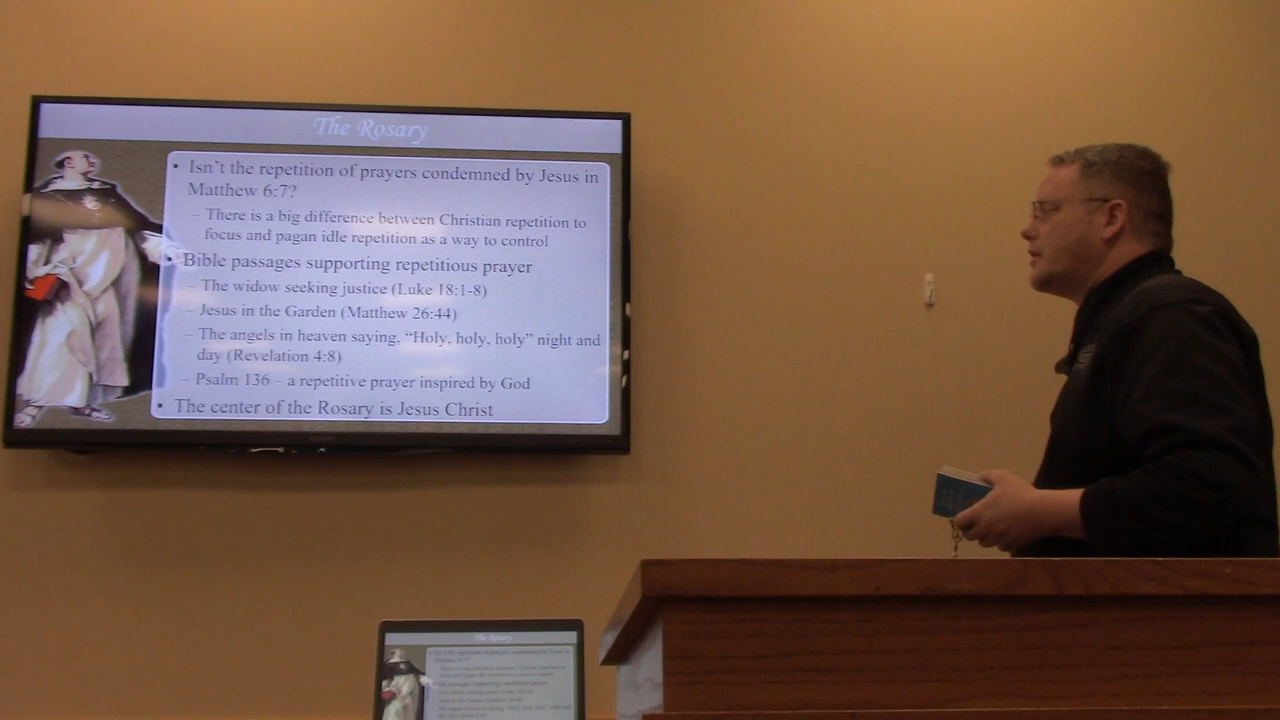 The Rosary
• Isn't the repetition of prayers condemned by Jesus in
Matthew 6:7?
– There is a big difference between Christian repetition to
focus and pagan idle repetition as a way to control
• Bible passages supporting repetitious prayer
– The widow seeking justice (Luke 18:1-8)
– Jesus in the Garden (Matthew 26:44)
– The angels in heaven saying, “Holy, holy, holy” night and
day (Revelation 4:8)
– Psalm 136 – a repetitive prayer inspired by God
• The center of the Rosary is Jesus Christ
The Rosary